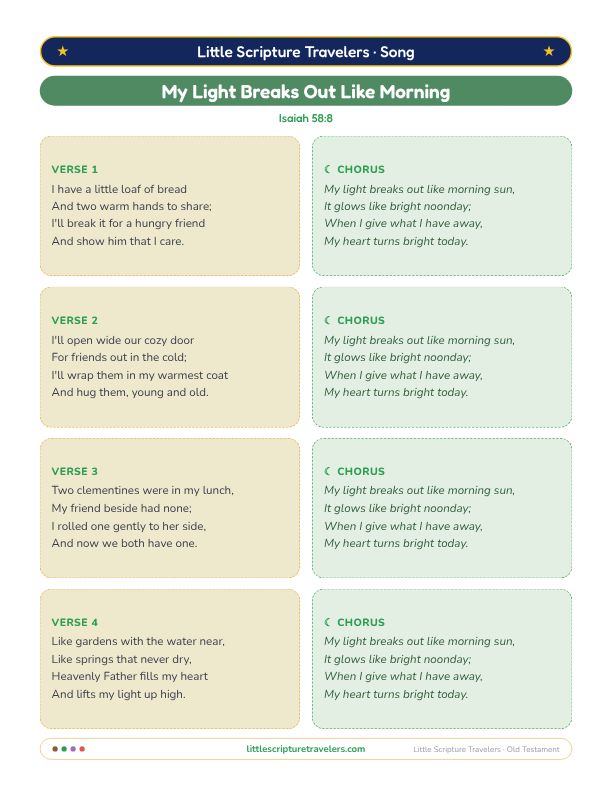 Little Scripture Travelers · Song
My Light Breaks Out Like Morning
Isaiah 58:8
VERSE 1
I have a little loaf of bread
And two warm hands to share;
I'll break it for a hungry friend
And show him that I care.
CHORUS
My light breaks out like morning sun,
It glows like bright noonday;
When I give what I have away,
My heart turns bright today.
VERSE 2
I'll open wide our cozy door
For friends out in the cold;
I'll wrap them in my warmest coat
And hug them, young and old.
CHORUS
My light breaks out like morning sun,
It glows like bright noonday;
When I give what I have away,
My heart turns bright today.
VERSE 3
Two clementines were in my lunch,
My friend beside had none;
I rolled one gently to her side,
And now we both have one.
CHORUS
My light breaks out like morning sun,
It glows like bright noonday;
When I give what I have away,
My heart turns bright today.
VERSE 4
Like gardens with the water near,
Like springs that never dry,
Heavenly Father fills my heart
And lifts my light up high.
CHORUS
My light breaks out like morning sun,
It glows like bright noonday;
When I give what I have away,
My heart turns bright today.
littlescripturetravelers.com
Little Scripture Travelers · Old Testament